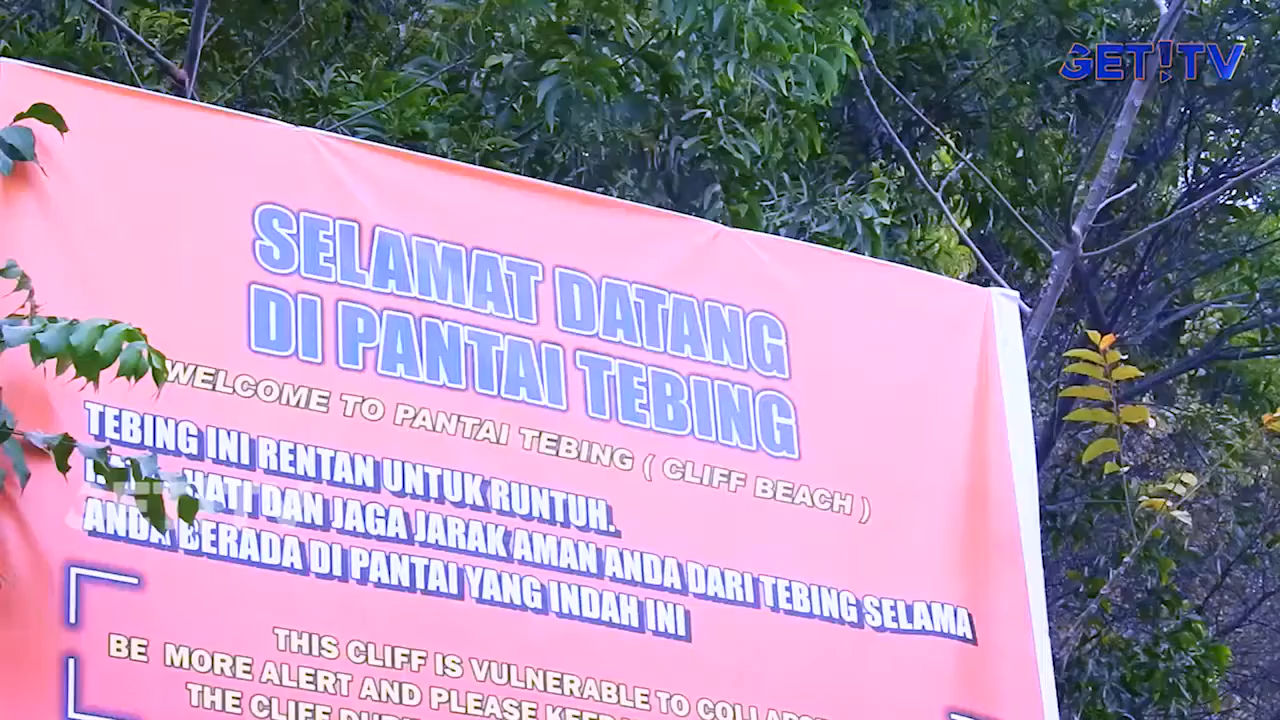 GET!TV
SELAMAT DATANG
DI PANTAI TEBING
WELCOME TO PANTAI TEBING ( CLIFF BEACH )
TEBING INI RENTAN UNTUK RUNTUH.
HATI DAN JAGA JARAK AMAN ANDA DARI TEBING SELAMA
ANDA BERADA DI PANTAI YANG INDAH INI
THIS CLIFF IS VULNERABLE TO
BE MORE ALERT AND PLEASE KEEP
THE CLIFF